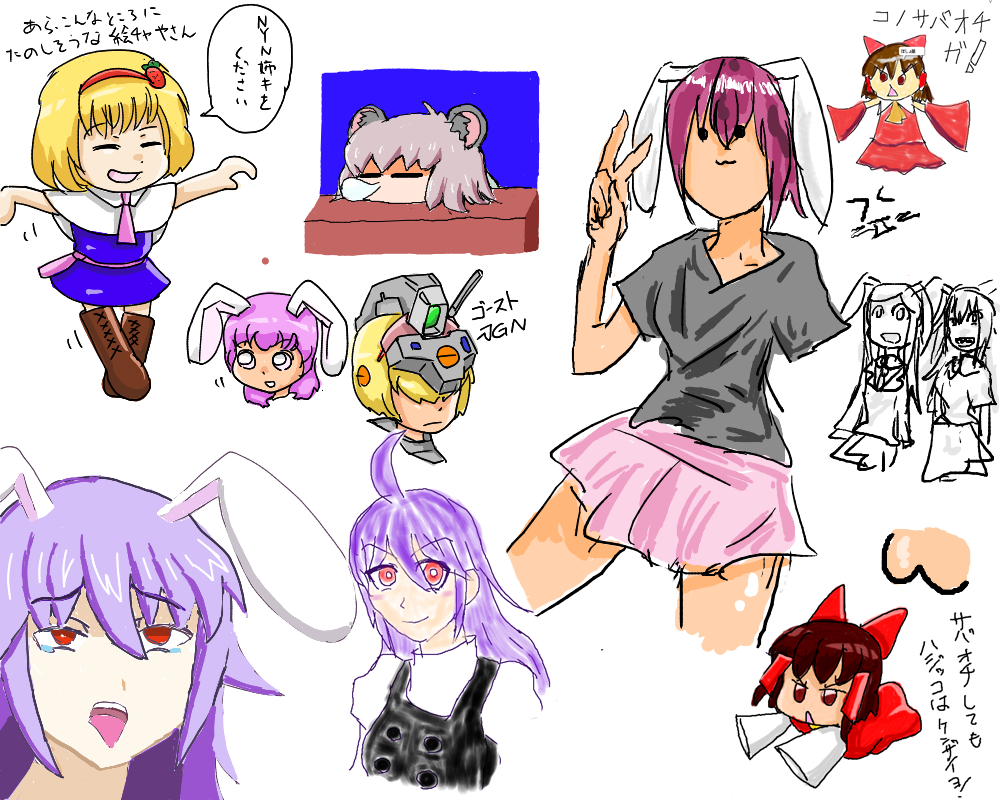 あら、こんなところに
たのしそうな 絵チャやさん
NYN姉キを
ください
コノサバオチ
ガ!!
ゴースト
JGN
サバオチしても
ハジッコはケンザイヨ!